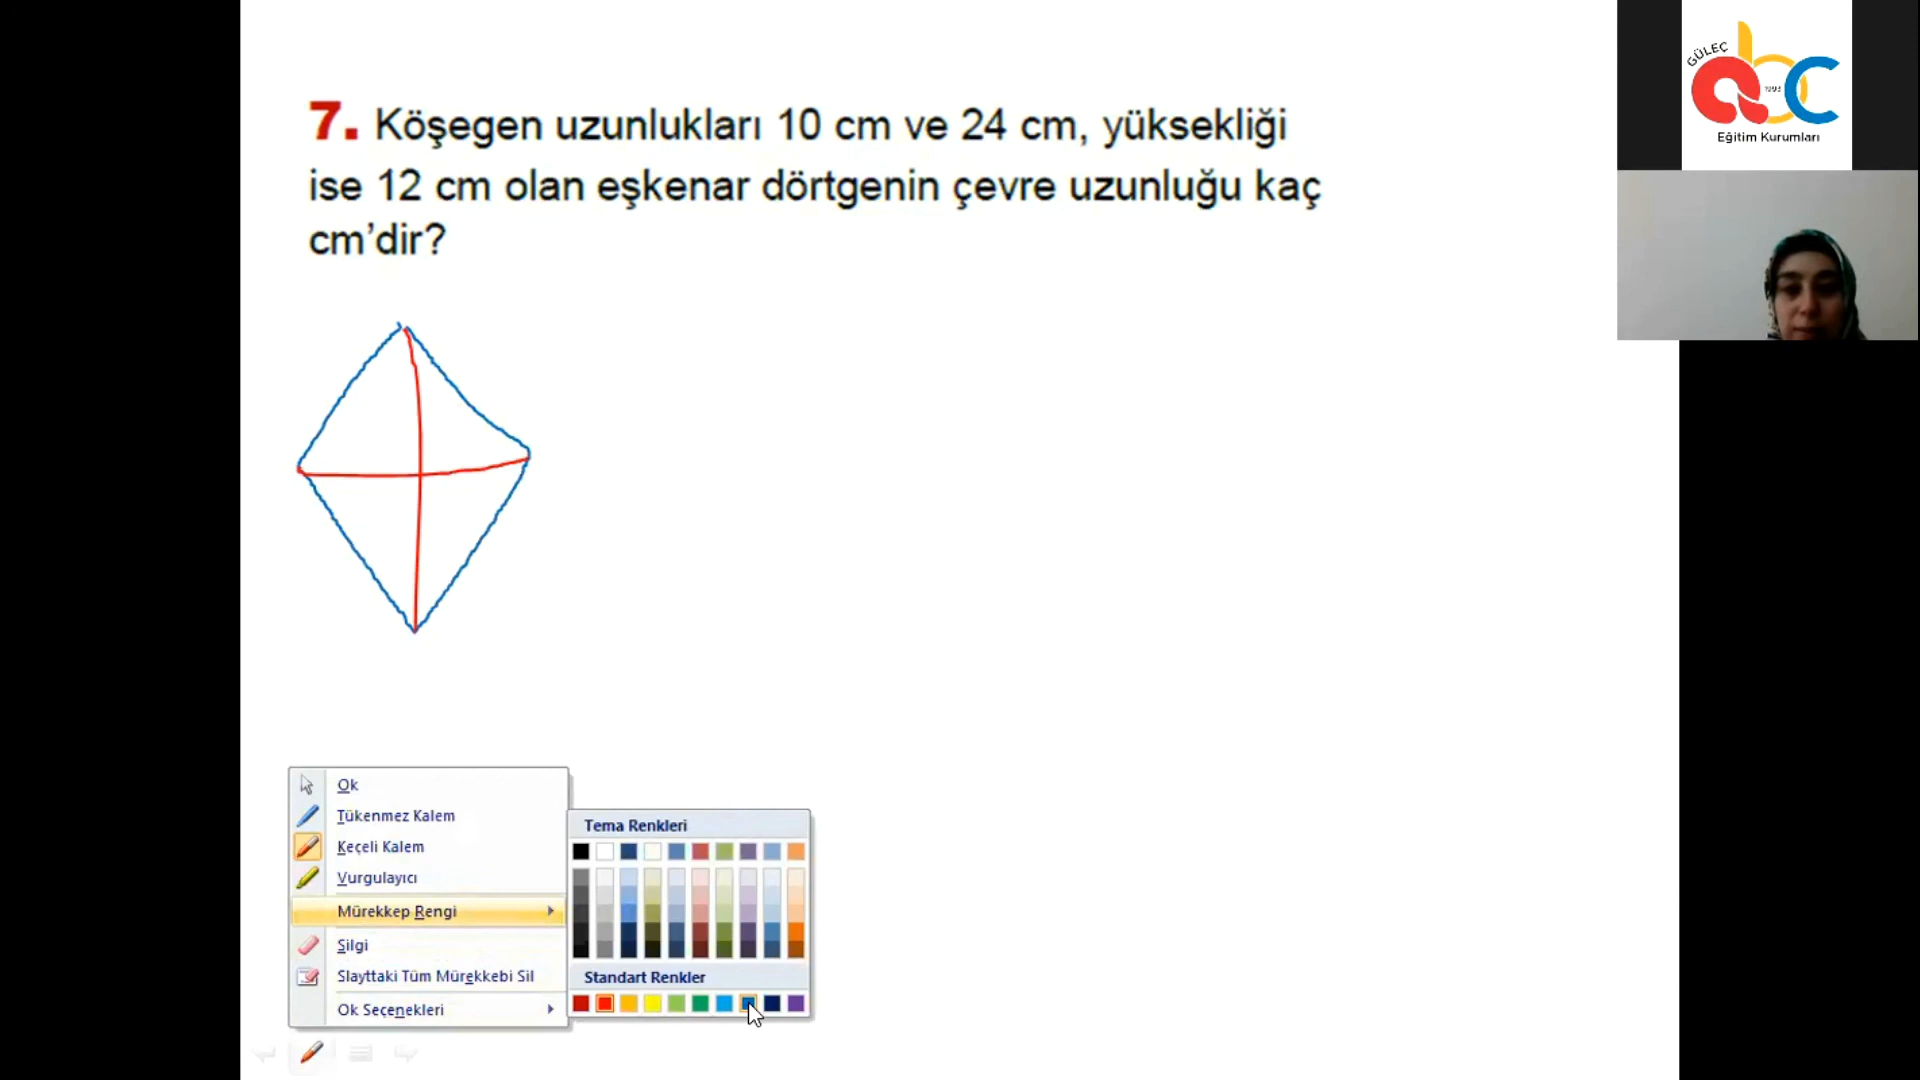 7. Köşegen uzunlukları 10 cm ve 24 cm, yüksekliği
ise 12 cm olan eşkenar dörtgenin çevre uzunluğu kaç
cm'dir?
GÜLEÇ
abc
1993
Eğitim Kurumları
Ok
Tükenmez Kalem
Keçeli Kalem
Vurgulayıcı
Mürekkep Rengi
Silgi
Slayttaki Tüm Mürekkebi Sil
Ok Seçenekleri
Tema Renkleri
Standart Renkler